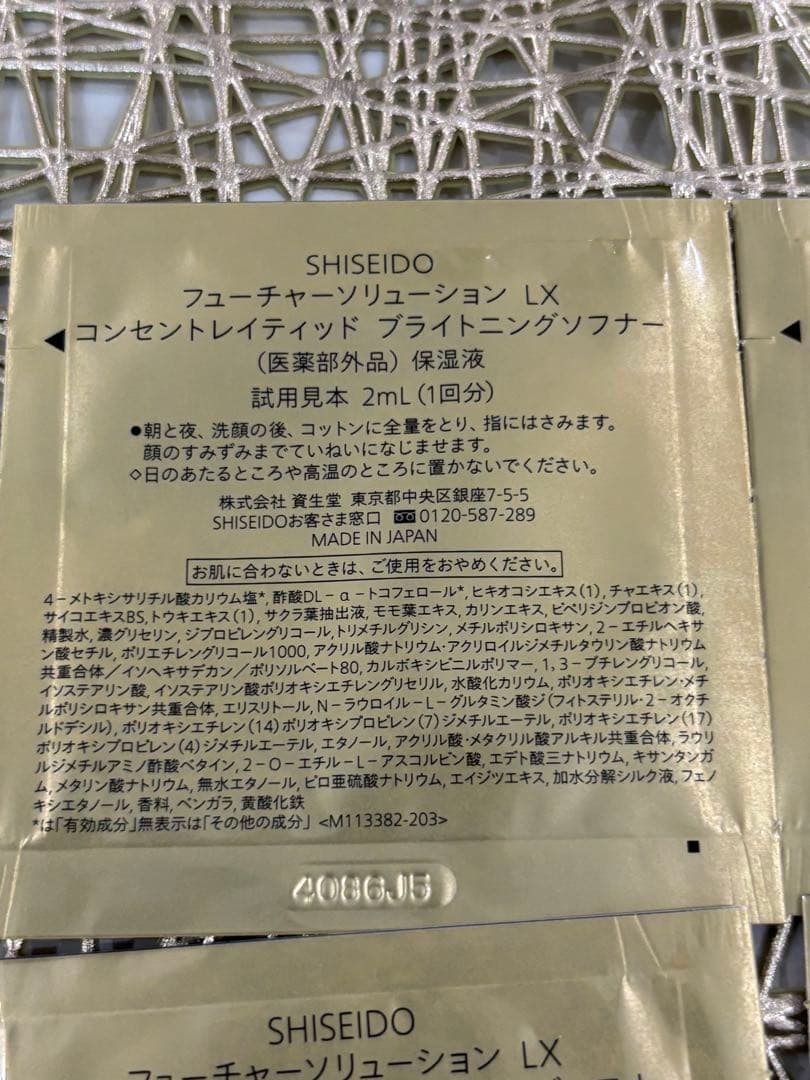 SHISEIDO
フューチャーソリューション LX
◀コンセントレイティッド ブライトニングソフナー
(医薬部外品) 保湿液
試用見本 2mL(1回分)
●朝と夜、洗顔の後、コットンに全量をとり、指にはさみます。
顔のすみずみまでていねいになじませます。
◇日のあたるところや高温のところに置かないでください。
株式会社 資生堂 東京都中央区銀座7-5-5
SHISEIDOお客さま窓口 0120-587-289
MADE IN JAPAN
お肌に合わないときは、ご使用をおやめください。
4-メトキシサリチル酸カリウム塩*, 酢酸DL-α-トコフェロール*, ヒキオコシエキス(1), チャエキス(1),
サイコエキスBS, トウキエキス(1), サクラ葉抽出液, モモ葉エキス, カリンエキス, ピペリジンプロピオン酸,
精製水, 濃グリセリン, ジプロピレングリコール, トリメチルグリシン, メチルポリシロキサン, 2-エチルヘキサ
ン酸セチル, ポリエチレングリコール1000, アクリル酸ナトリウム・アクリロイルジメチルタウリン酸ナトリウム
共重合体/イソヘキサデカン/ポリソルベート80, カルボキシビニルポリマー, 1,3-ブチレングリコール,
イソステアリン酸, イソステアリン酸ポリオキシエチレングリセリル, 水酸化カリウム, ポリオキシエチレン・メチ
ルポリシロキサン共重合体, エリスリトール, N-ラウロイル-L-グルタミン酸ジ(フィトステリル・2-オクチ
ルドデシル), ポリオキシエチレン(14)ポリオキシプロピレン(7)ジメチルエーテル, ポリオキシエチレン(17)
ポリオキシプロピレン(4)ジメチルエーテル, エタノール, アクリル酸・メタクリル酸アルキル共重合体, ラウリ
ルジメチルアミノ酢酸ベタイン, 2-O-エチル-L-アスコルビン酸, エデト酸三ナトリウム, キサンタンガ
ム, メタリン酸ナトリウム, 無水エタノール, ピロ亜硫酸ナトリウム, エイジツエキス, 加水分解シルク液, フェノ
キシエタノール, 香料, ベンガラ, 黄酸化鉄
*は「有効成分」無表示は「その他の成分」 <M113382-203>
4086J5
SHISEIDO
フューチャーソリューション LX